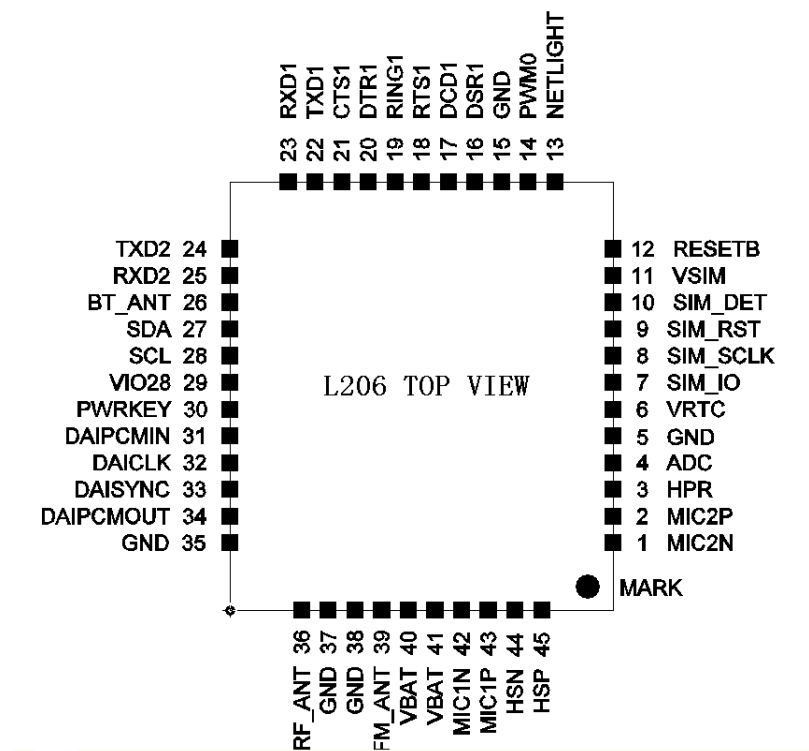 RXD1
TXD1
CTS1
DTR1
RING1
RTS1
DCD1
DSR1
GND
PWM0
NETLIGHT
23
22
21
20
19
18
17
16
15
14
13
TXD2 24
RXD2 25
BT_ANT 26
SDA 27
SCL 28
VIO28 29
PWRKEY 30
DAIPCMIN 31
DAICLK 32
DAISYNC 33
DAIPCMOUT 34
GND 35
L206 TOP VIEW
12 RESETB
11 VSIM
10 SIM_DET
9 SIM_RST
8 SIM_SCLK
7 SIM_IO
6 VRTC
5 GND
4 ADC
3 HPR
2 MIC2P
1 MIC2N
MARK
RF_ANT 36
GND 37
GND 38
FM_ANT 39
VBAT 40
VBAT 41
MIC1N 42
MIC1P 43
HSN 44
HSP 45